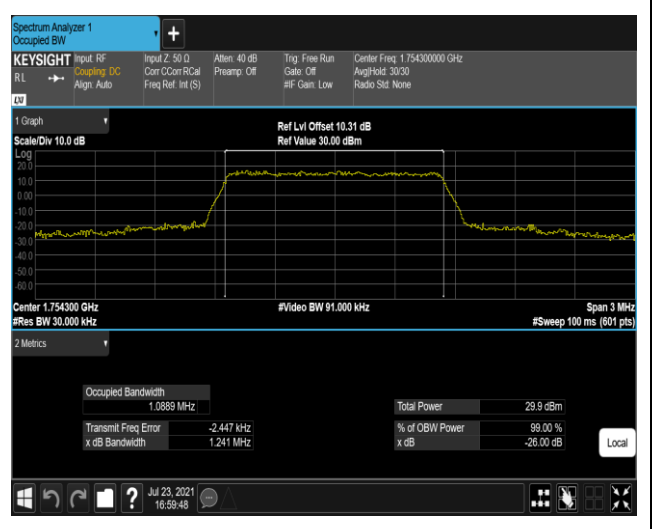 Spectrum Analyzer 1
Occupied BW
KEYSIGHT Input: RF Input Z: 50 Ω Atten: 40 dB Trig: Free Run Center Freq: 1.754300000 GHz
RL Coupling: DC Corr CCorr RCal Preamp: Off Gate: Off Avg|Hold: 30/30
Align: Auto Freq Ref: Int (S) #IF Gain: Low Radio Std: None
LXI
1 Graph Ref Lvl Offset 10.31 dB
Scale/Div 10.0 dB Ref Value 30.00 dBm
Log
20.0
10.0
0.00
-10.0
-20.0
-30.0
-40.0
-50.0
-60.0
Center 1.754300 GHz #Video BW 91.000 kHz Span 3 MHz
#Res BW 30.000 kHz #Sweep 100 ms (601 pts)
2 Metrics
Occupied Bandwidth
1.0889 MHz Total Power 29.9 dBm
Transmit Freq Error -2.447 kHz % of OBW Power 99.00 %
x dB Bandwidth 1.241 MHz x dB -26.00 dB
Local
? Jul 23, 2021
16:59:48